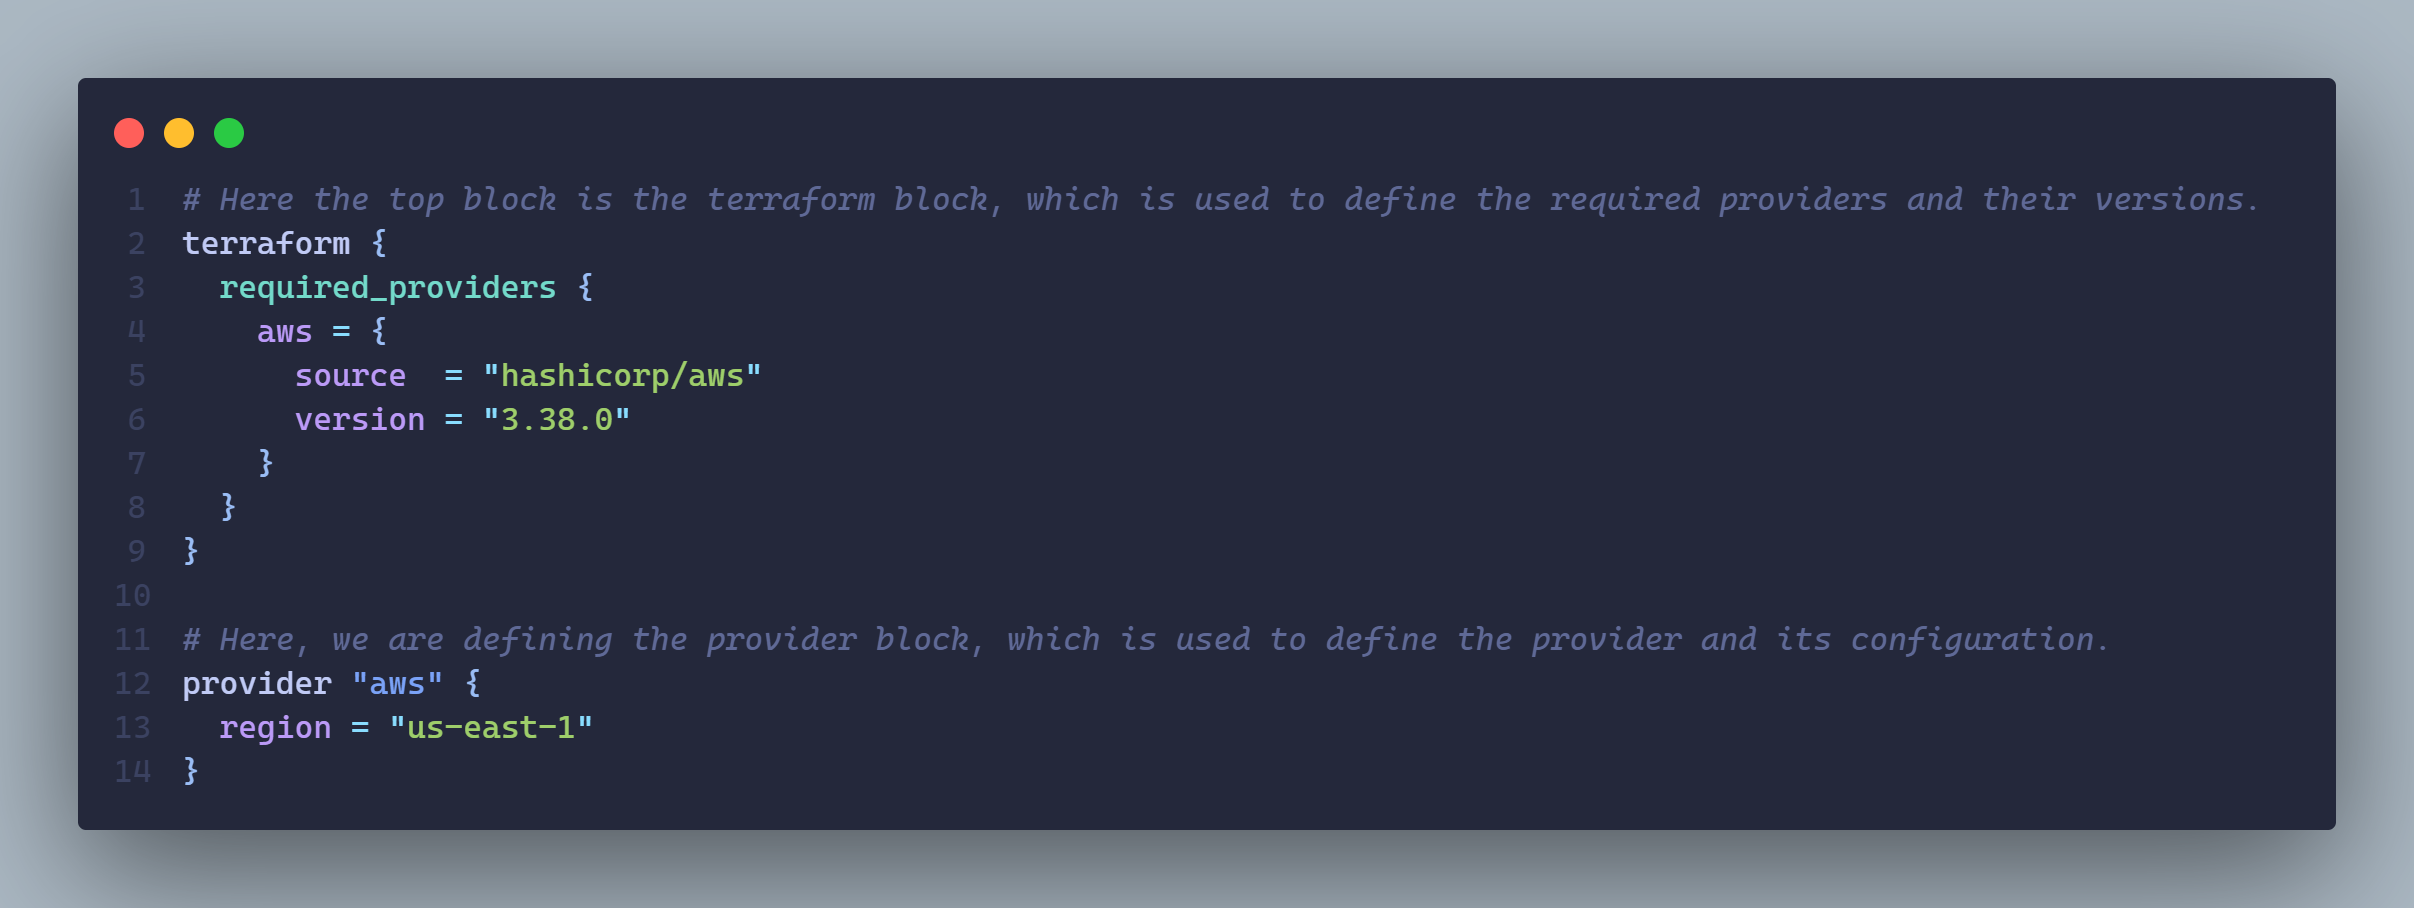 1 # Here the top block is the terraform block, which is used to define the required providers and their versions.
2 terraform {
3   required_providers {
4     aws = {
5       source  = "hashicorp/aws"
6       version = "3.38.0"
7     }
8   }
9 }
10
11 # Here, we are defining the provider block, which is used to define the provider and its configuration.
12 provider "aws" {
13   region = "us-east-1"
14 }